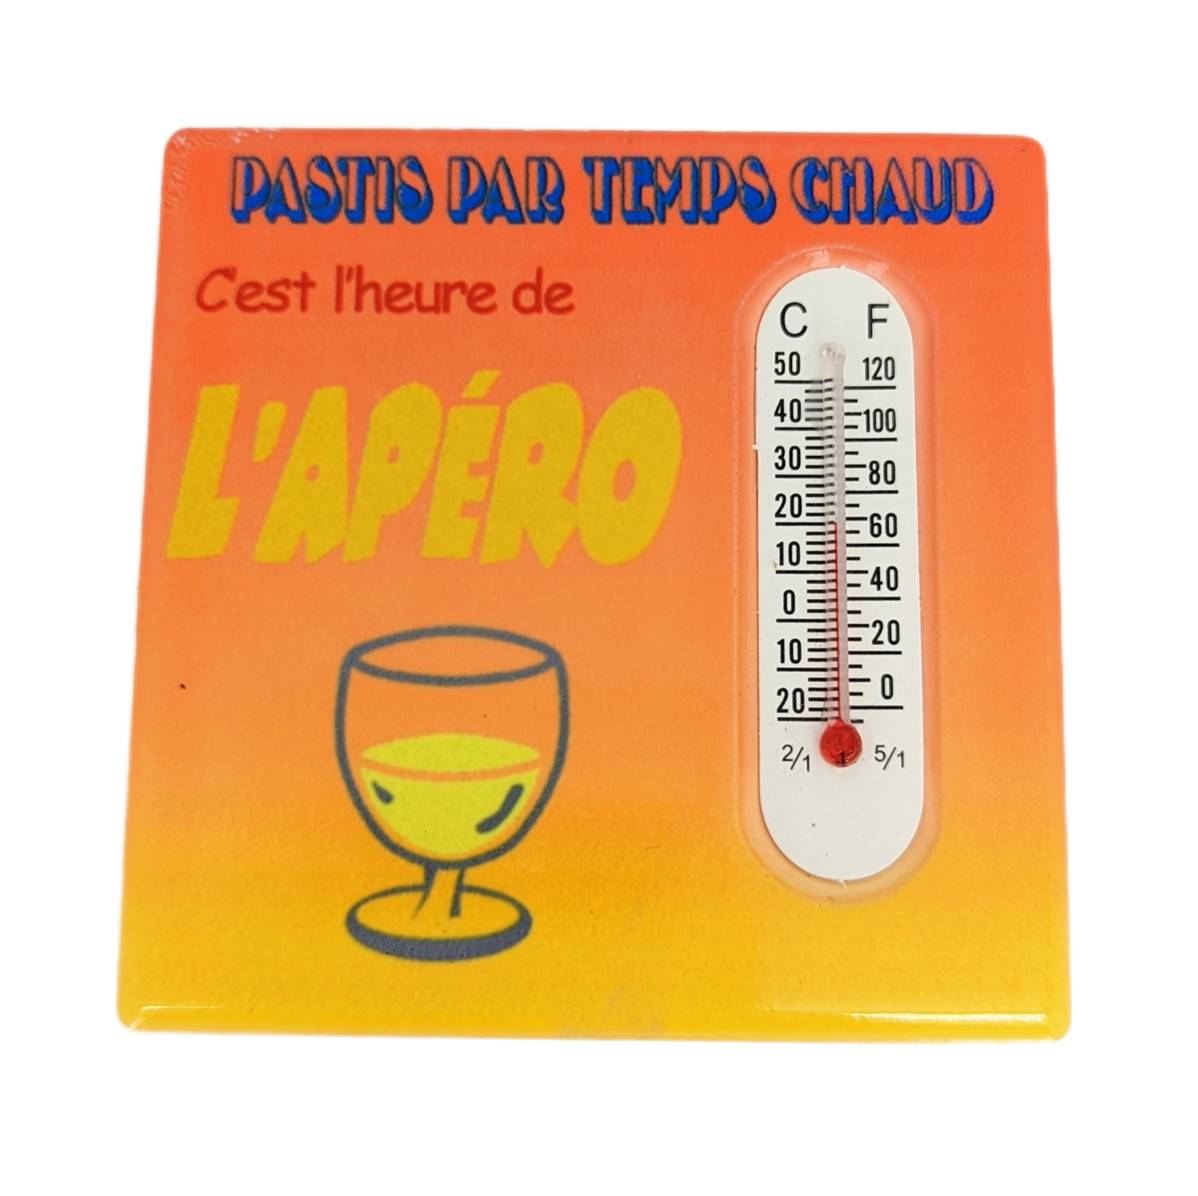 PASTIS PAR TEMPS CHAUD
C'est l'heure de
L'APÉRO
C F
50 120
40 100
30 80
20 60
10 40
0 20
10 0
20
2/1 5/1